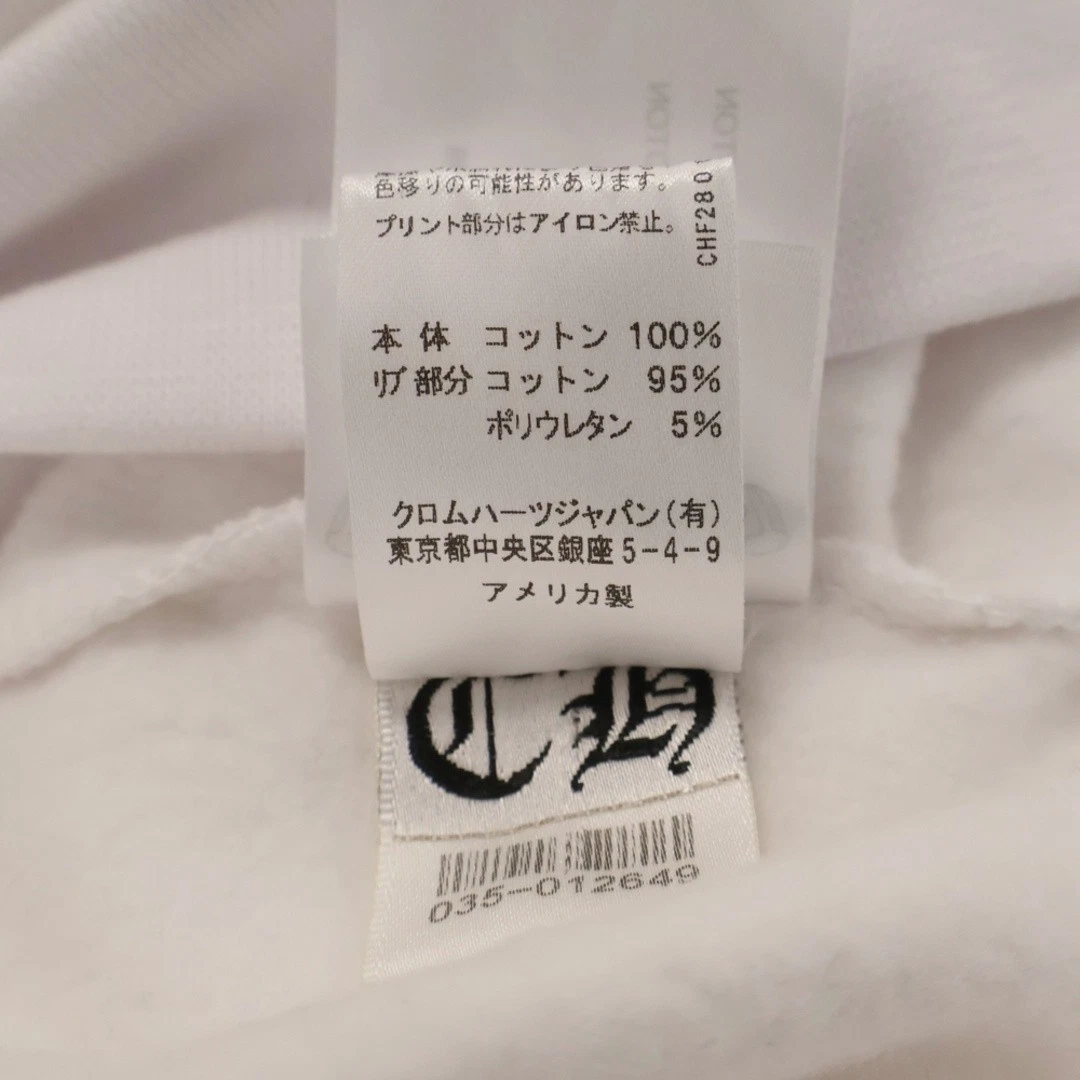 色移りの可能性があります。
プリント部分はアイロン禁止。
CHF280
本体 コットン 100%
リブ部分 コットン 95%
ポリウレタン 5%
クロムハーツジャパン(有)
東京都中央区銀座5-4-9
アメリカ製
CH
035-012649